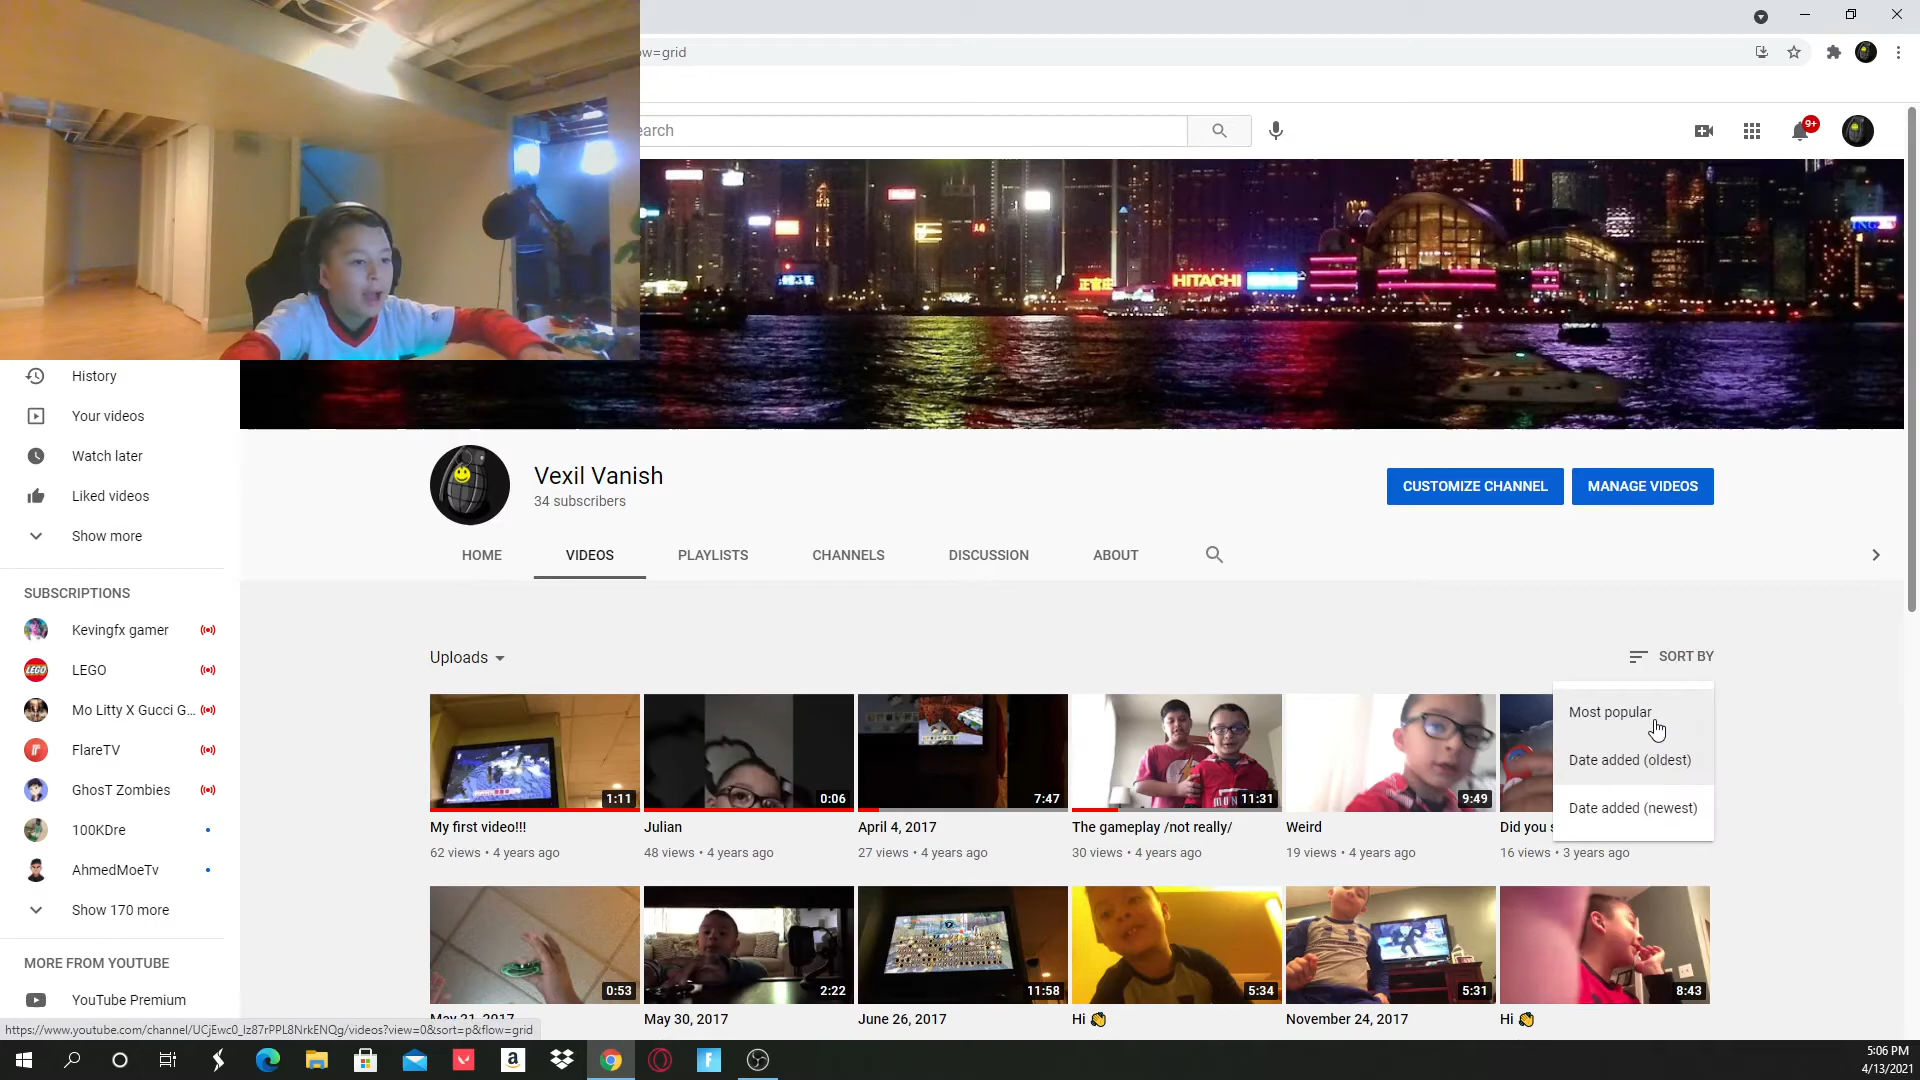 ow=grid
earch
9+
HITACHI
ING
History
Your videos
Watch later
Liked videos
Show more
SUBSCRIPTIONS
Kevingfx gamer
LEGO
Mo Litty X Gucci G...
FlareTV
GhosT Zombies
100KDre
AhmedMoeTv
Show 170 more
MORE FROM YOUTUBE
YouTube Premium
Vexil Vanish
34 subscribers
CUSTOMIZE CHANNEL
MANAGE VIDEOS
HOME
VIDEOS
PLAYLISTS
CHANNELS
DISCUSSION
ABOUT
Uploads
SORT BY
Most popular
Date added (oldest)
Date added (newest)
1:11
My first video!!!
62 views • 4 years ago
0:06
Julian
48 views • 4 years ago
7:47
April 4, 2017
27 views • 4 years ago
11:31
The gameplay /not really/
30 views • 4 years ago
9:49
Weird
19 views • 4 years ago
Did you s
16 views • 3 years ago
0:53
May 31, 2017
2:22
May 30, 2017
11:58
June 26, 2017
5:34
Hi 👏
5:31
November 24, 2017
8:43
Hi 👏
https://www.youtube.com/channel/UCjEwc0_lz87rPPL8NrkENQg/videos?view=0&sort=p&flow=grid
5:06 PM
4/13/2021